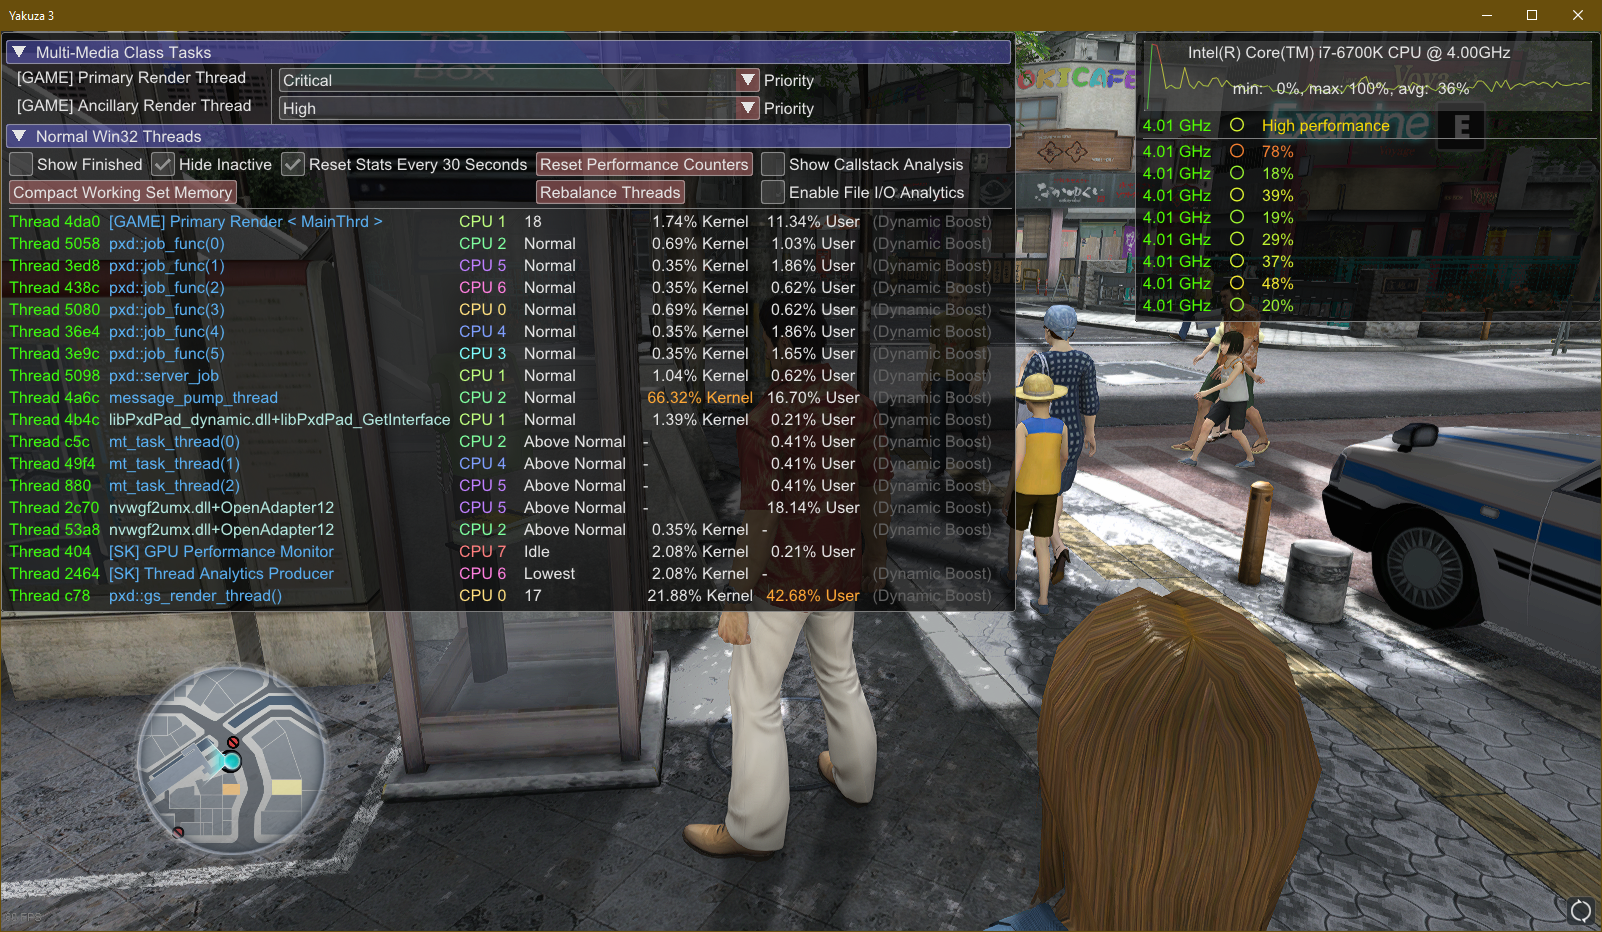 Yakuza 3
Multi-Media Class Tasks
[GAME] Primary Render Thread Critical Priority
[GAME] Ancillary Render Thread High Priority
Normal Win32 Threads
Show Finished Hide Inactive Reset Stats Every 30 Seconds Reset Performance Counters Show Callstack Analysis
Compact Working Set Memory Rebalance Threads Enable File I/O Analytics
Thread 4da0 [GAME] Primary Render < MainThrd > CPU 1 18 1.74% Kernel 11.34% User (Dynamic Boost)
Thread 5058 pxd::job_func(0) CPU 2 Normal 0.69% Kernel 1.03% User (Dynamic Boost)
Thread 3ed8 pxd::job_func(1) CPU 5 Normal 0.35% Kernel 1.86% User (Dynamic Boost)
Thread 438c pxd::job_func(2) CPU 6 Normal 0.35% Kernel 0.62% User (Dynamic Boost)
Thread 5080 pxd::job_func(3) CPU 0 Normal 0.69% Kernel 0.62% User (Dynamic Boost)
Thread 36e4 pxd::job_func(4) CPU 4 Normal 0.35% Kernel 1.86% User (Dynamic Boost)
Thread 3e9c pxd::job_func(5) CPU 3 Normal 0.35% Kernel 1.65% User (Dynamic Boost)
Thread 5098 pxd::server_job CPU 1 Normal 1.04% Kernel 0.62% User (Dynamic Boost)
Thread 4a6c message_pump_thread CPU 2 Normal 66.32% Kernel 16.70% User (Dynamic Boost)
Thread 4b4c libPxdPad_dynamic.dll+libPxdPad_GetInterface CPU 1 Normal 1.39% Kernel 0.21% User (Dynamic Boost)
Thread c5c mt_task_thread(0) CPU 2 Above Normal - 0.41% User (Dynamic Boost)
Thread 49f4 mt_task_thread(1) CPU 4 Above Normal - 0.41% User (Dynamic Boost)
Thread 880 mt_task_thread(2) CPU 5 Above Normal - 0.41% User (Dynamic Boost)
Thread 2c70 nvwgf2umx.dll+OpenAdapter12 CPU 5 Above Normal - 18.14% User (Dynamic Boost)
Thread 53a8 nvwgf2umx.dll+OpenAdapter12 CPU 2 Above Normal 0.35% Kernel - (Dynamic Boost)
Thread 404 [SK] GPU Performance Monitor CPU 7 Idle 2.08% Kernel 0.21% User
Thread 2464 [SK] Thread Analytics Producer CPU 6 Lowest 2.08% Kernel - (Dynamic Boost)
Thread c78 pxd::gs_render_thread() CPU 0 17 21.88% Kernel 42.68% User (Dynamic Boost)
Intel(R) Core(TM) i7-6700K CPU @ 4.00GHz
min: 0%, max: 100%, avg: 36%
4.01 GHz High performance
4.01 GHz 78%
4.01 GHz 18%
4.01 GHz 39%
4.01 GHz 19%
4.01 GHz 29%
4.01 GHz 37%
4.01 GHz 48%
4.01 GHz 20%
Examine E
Tel
Box
OKICAFE
60 FPS